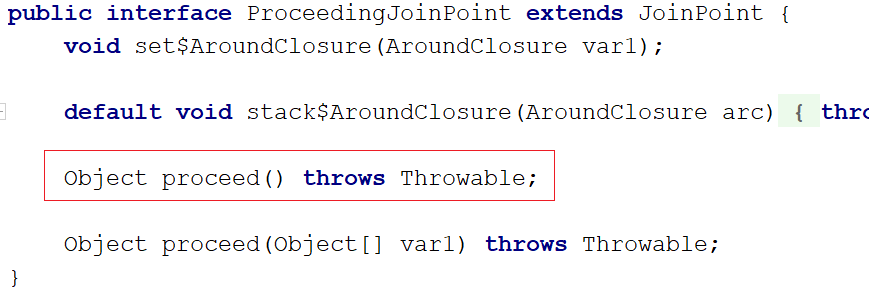 public interface ProceedingJoinPoint extends JoinPoint {
void set$AroundClosure(AroundClosure var1);
default void stack$AroundClosure(AroundClosure arc) {
Object proceed() throws Throwable;
Object proceed(Object[] var1) throws Throwable;
}